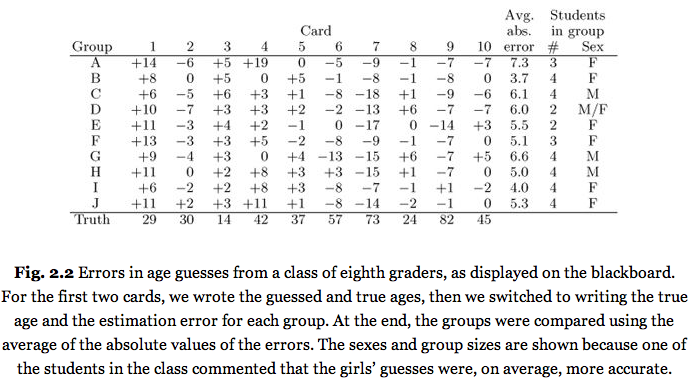 Avg. Students
Card abs. in group
Group 1 2 3 4 5 6 7 8 9 10 error # Sex
A +14 −6 +5 +19 0 −5 −9 −1 −7 −7 7.3 3 F
B +8 0 +5 0 +5 −1 −8 −1 −8 0 3.7 4 F
C +6 −5 +6 +3 +1 −8 −18 +1 −9 −6 6.1 4 M
D +10 −7 +3 +3 +2 −2 −13 +6 −7 −7 6.0 2 M/F
E +11 −3 +4 +2 −1 0 −17 0 −14 +3 5.5 2 F
F +13 −3 +3 +5 −2 −8 −9 −1 −7 0 5.1 3 F
G +9 −4 +3 0 +4 −13 −15 +6 −7 +5 6.6 4 M
H +11 0 +2 +8 +3 +3 −15 +1 −7 0 5.0 4 M
I +6 −2 +2 +8 +3 −8 −7 −1 +1 −2 4.0 4 F
J +11 +2 +3 +11 +1 −8 −14 −2 −1 0 5.3 4 F
Truth 29 30 14 42 37 57 73 24 82 45
Fig. 2.2 Errors in age guesses from a class of eighth graders, as displayed on the blackboard.
For the first two cards, we wrote the guessed and true ages, then we switched to writing the true
age and the estimation error for each group. At the end, the groups were compared using the
average of the absolute values of the errors. The sexes and group sizes are shown because one of
the students in the class commented that the girls’ guesses were, on average, more accurate.